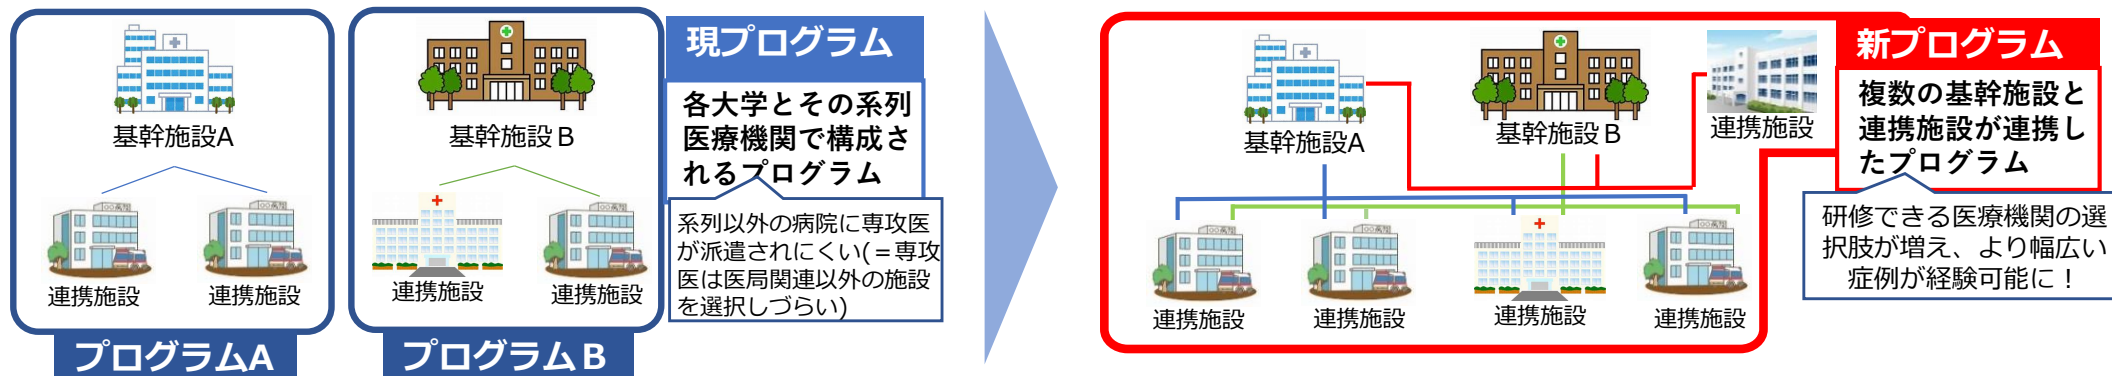 基幹施設A
連携施設
連携施設
プログラムA
基幹施設B
連携施設
連携施設
プログラムB
現プログラム
各大学とその系列
医療機関で構成さ
れるプログラム
系列以外の病院に専攻医
が派遣されにくい(=専攻
医は医局関連以外の施設
を選択しづらい)
基幹施設A
基幹施設B
連携施設
連携施設
連携施設
連携施設
連携施設
新プログラム
複数の基幹施設と
連携施設が連携し
たプログラム
研修できる医療機関の選
択肢が増え、より幅広い
症例が経験可能に！